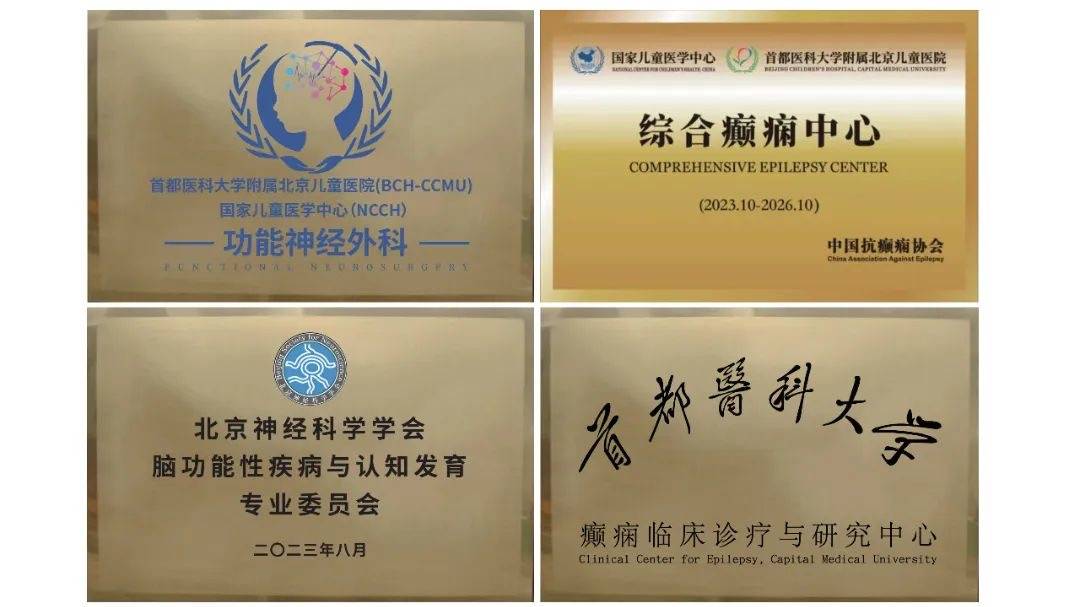 首都医科大学附属北京儿童医院(BCH-CCMU)
国家儿童医学中心(NCCH)
功能神经外科
FUNCTIONAL NEUROSURGERY
国家儿童医学中心
NATIONAL CENTER FOR CHILDREN'S HEALTH, CHINA
首都医科大学附属北京儿童医院
BEIJING CHILDREN'S HOSPITAL, CAPITAL MEDICAL UNIVERSITY
综合癫痫中心
COMPREHENSIVE EPILEPSY CENTER
(2023.10-2026.10)
中国抗癫痫协会
China Association Against Epilepsy
北京神经科学学会
脑功能性疾病与认知发育
专业委员会
二〇二三年八月
首都醫科大学
癫痫临床诊疗与研究中心
Clinical Center for Epilepsy, Capital Medical University